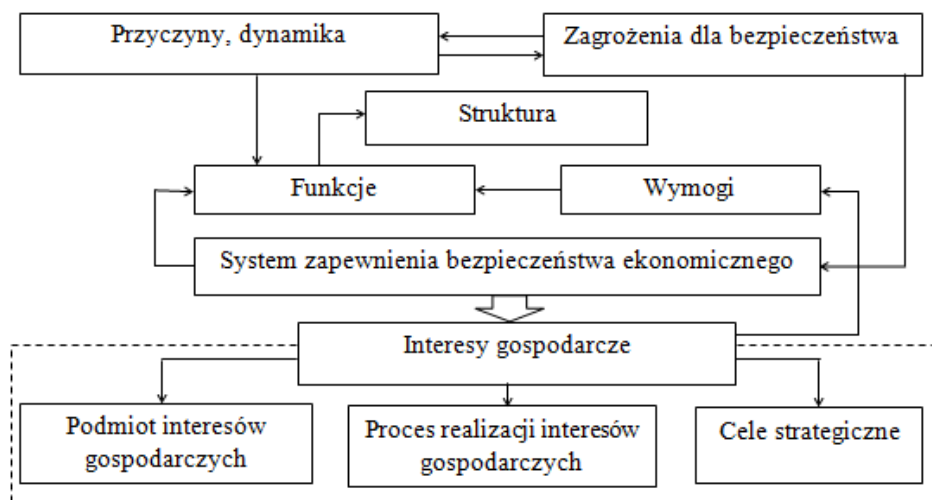 Przyczyny, dynamika
Zagrożenia dla bezpieczeństwa
Struktura
Funkcje
Wymogi
System zapewnienia bezpieczeństwa ekonomicznego
Interesy gospodarcze
Podmiot interesów
gospodarczych
Proces realizacji interesów
gospodarczych
Cele strategiczne